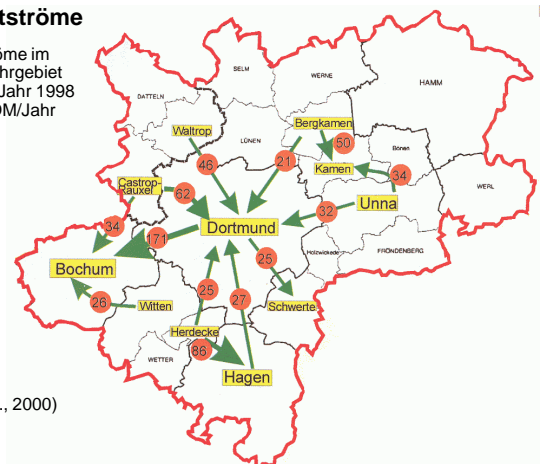 tströme
öme im
hrgebiet
Jahr 1998
DM/Jahr
SELM
WERNE
HAMM
DATTELN
Waltrop
LÜNEN
Bergkamen
50
Bönen
46
21
Kamen
34
WERL
Castrop-
Rauxel
62
Unna
34
171
Dortmund
32
Bochum
25
Holzwickede
FRÖNDENBERG
26
Witten
25
27
Schwerte
Herdecke
WETTER
86
Hagen
., 2000)